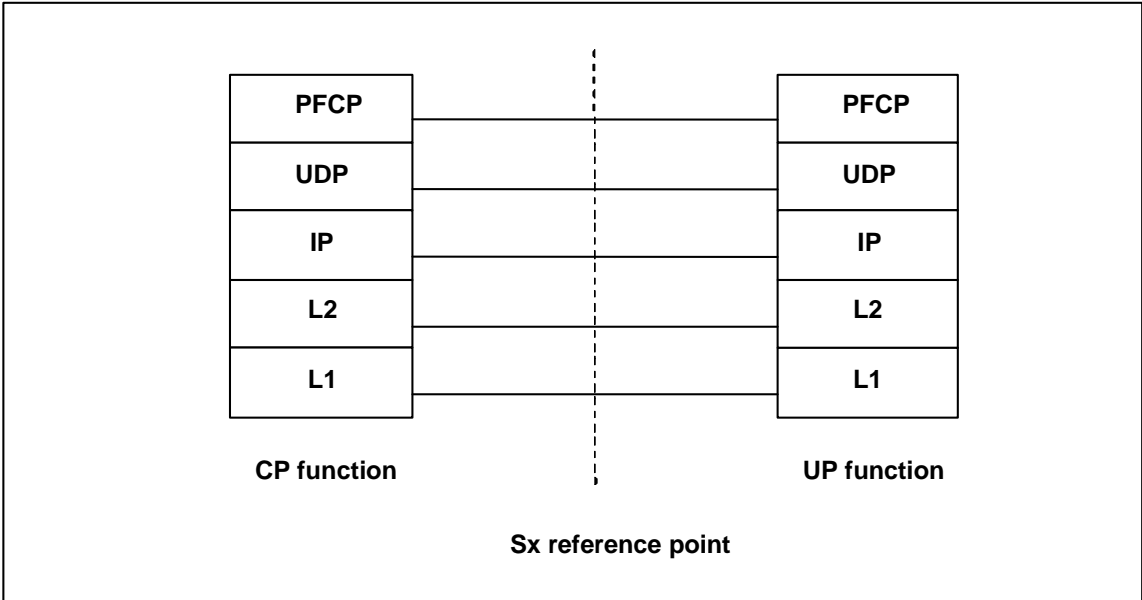 PFCP PFCP
UDP UDP
IP IP
L2 L2
L1 L1
CP function UP function
Sx reference point